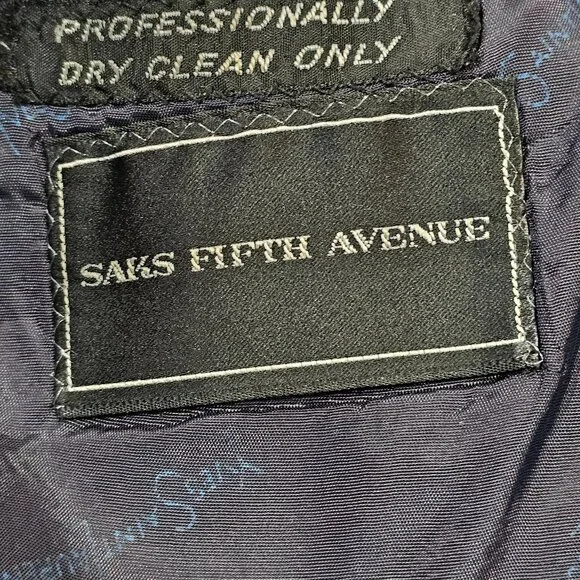 PROFESSIONALLY
DRY CLEAN ONLY
SAKS FIFTH AVENUE